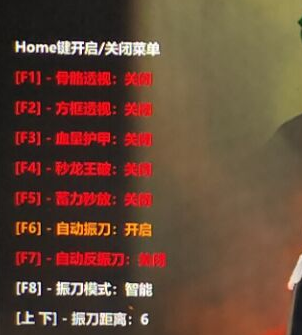 Home键开启/关闭菜单
[F1] - 骨骼透视：关闭
[F2] - 方框透视：关闭
[F3] - 血量护甲：关闭
[F4] - 秒龙王破：关闭
[F5] - 蓄力秒放：关闭
[F6] - 自动振刀：开启
[F7] - 自动反振刀：关闭
[F8] - 振刀模式：智能
[上 下] - 振刀距离：6